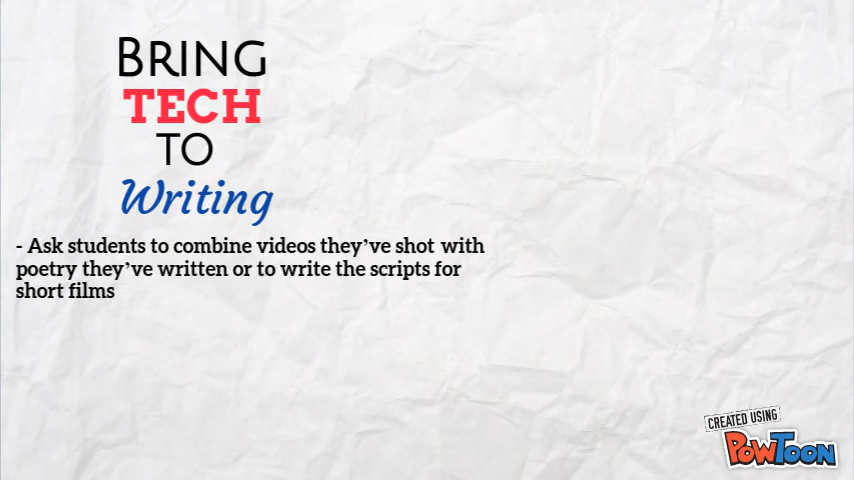 BRING
TECH
TO
Writing
- Ask students to combine videos they’ve shot with
poetry they’ve written or to write the scripts for
short films
CREATED USING
POWTOON